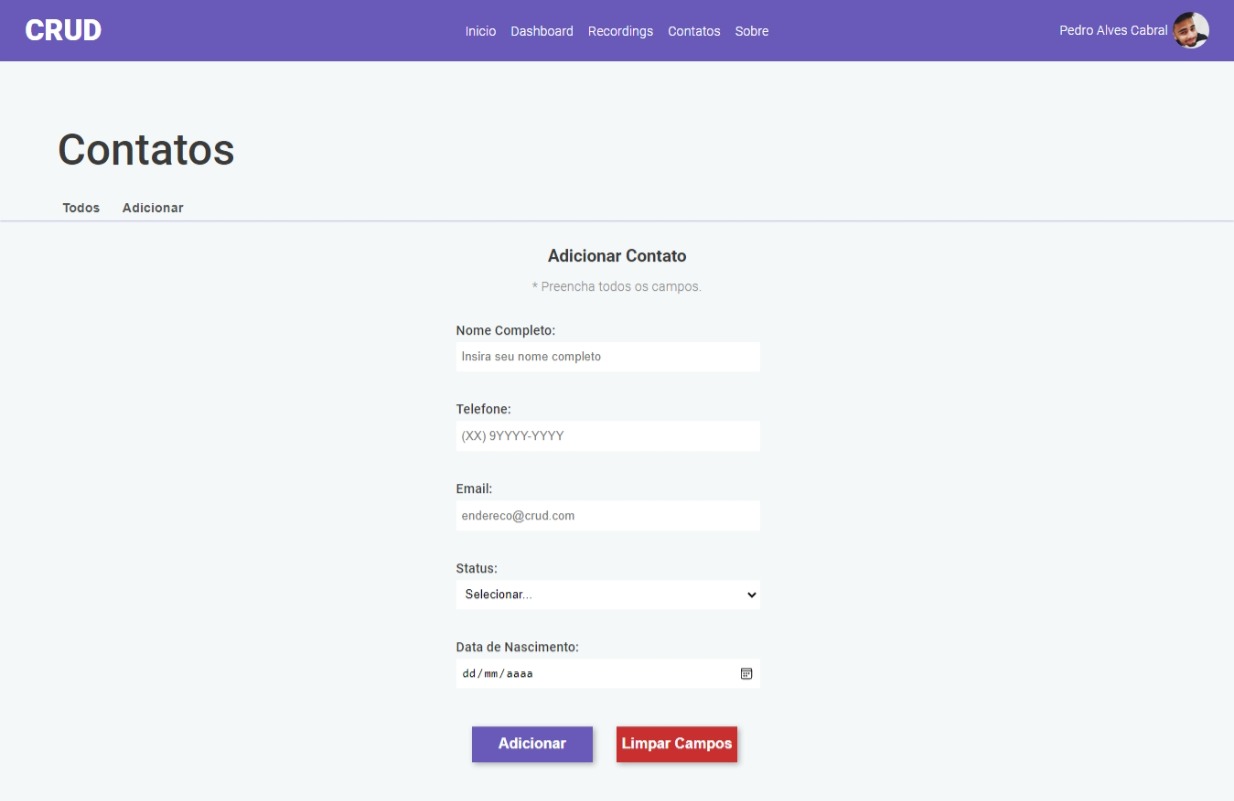 CRUD
Inicio Dashboard Recordings Contatos Sobre
Pedro Alves Cabral
Contatos
Todos Adicionar
Adicionar Contato
* Preencha todos os campos.
Nome Completo:
Insira seu nome completo
Telefone:
(XX) 9YYYY-YYYY
Email:
endereco@crud.com
Status:
Selecionar...
Data de Nascimento:
dd/mm/aaaa
Adicionar Limpar Campos